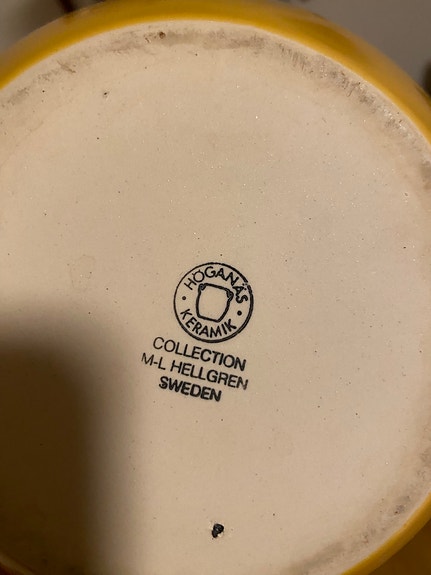 HÖGANÄS
KERAMIK
COLLECTION
M-L HELLGREN
SWEDEN